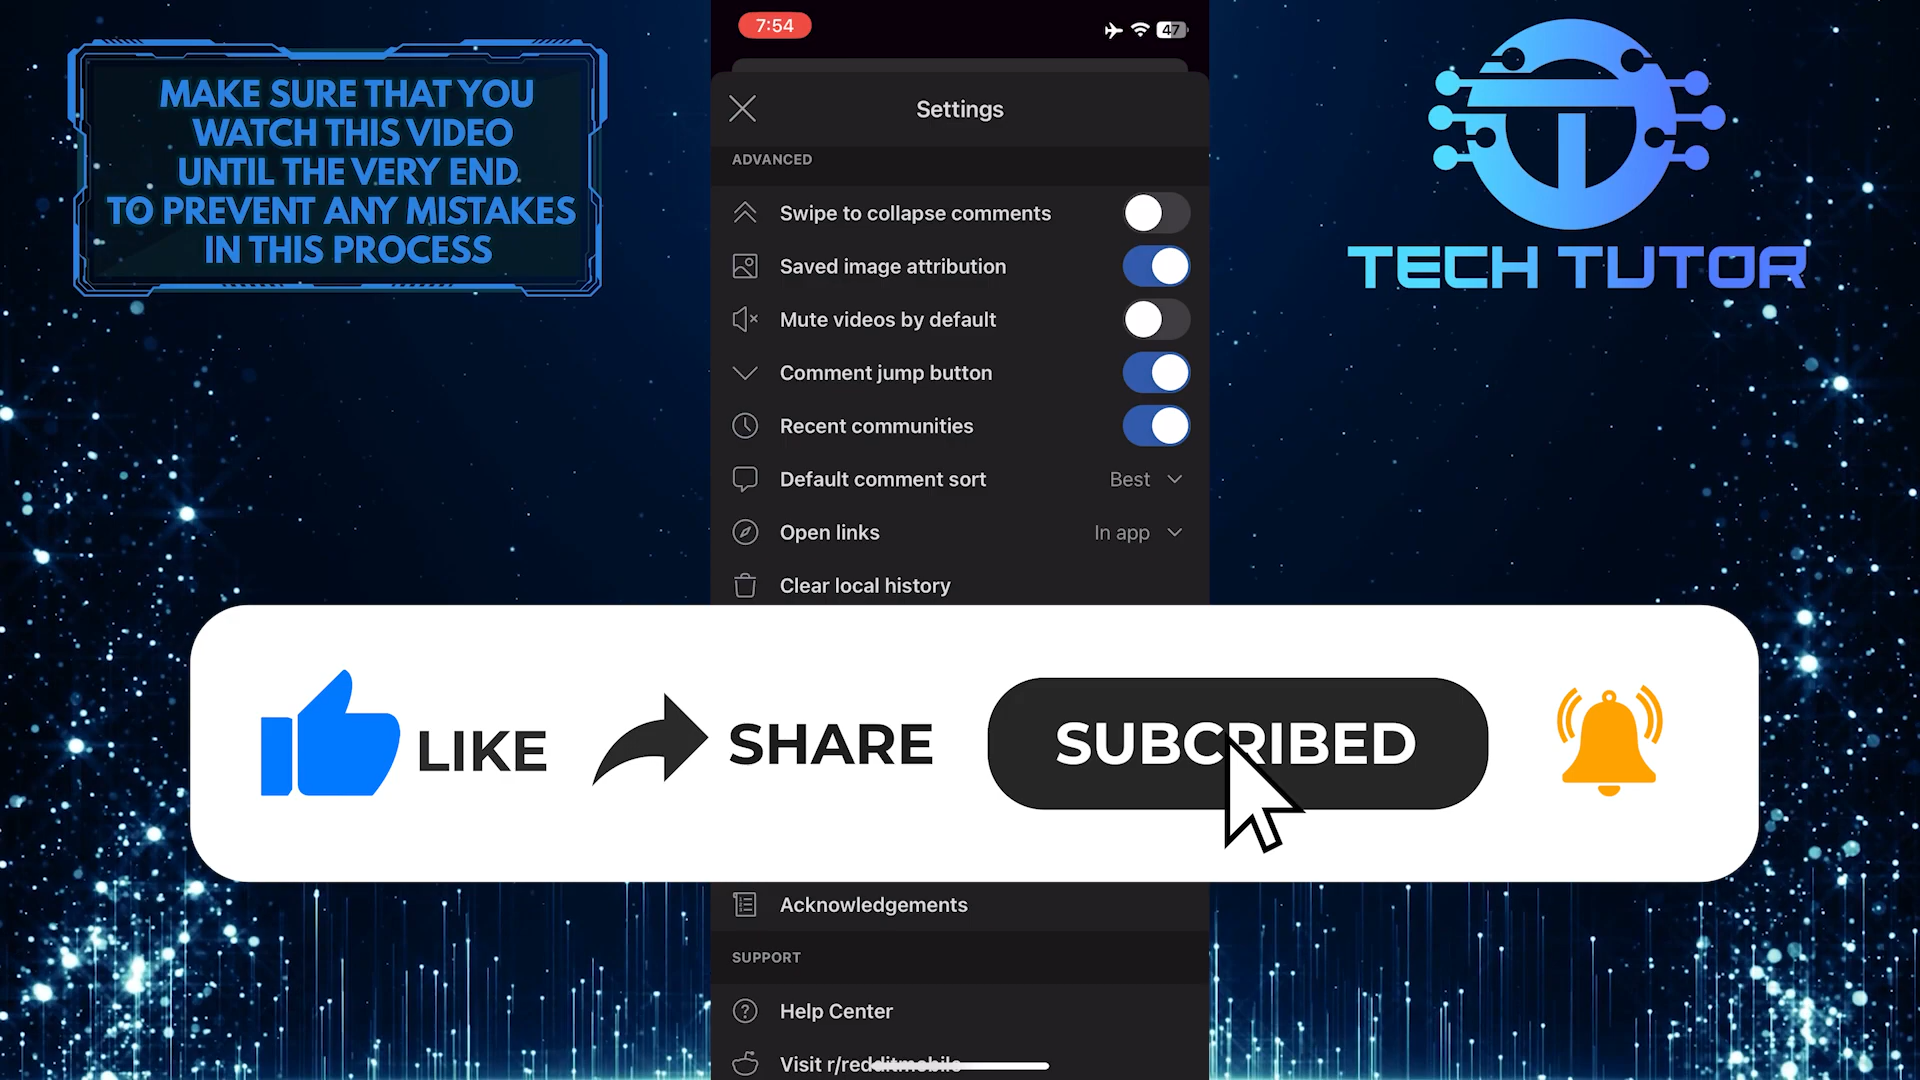 MAKE SURE THAT YOU
WATCH THIS VIDEO
UNTIL THE VERY END
TO PREVENT ANY MISTAKES
IN THIS PROCESS
7:54
47
Settings
ADVANCED
Swipe to collapse comments
Saved image attribution
Mute videos by default
Comment jump button
Recent communities
Default comment sort Best
Open links In app
Clear local history
TECH TUTOR
LIKE SHARE SUBCRIBED
Acknowledgements
SUPPORT
Help Center
Visit r/redditmobile